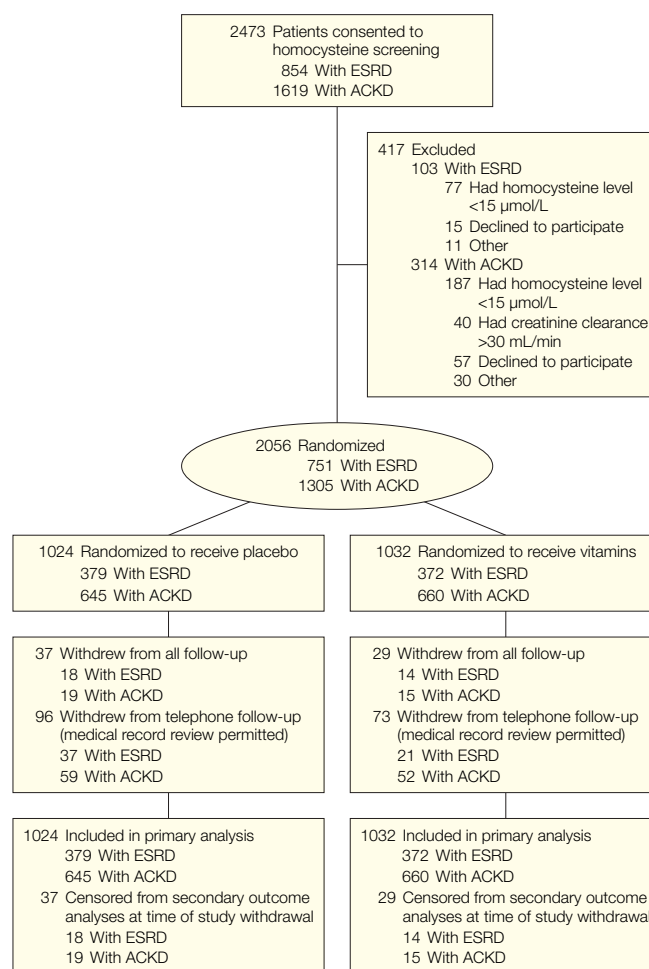 2473 Patients consented to
homocysteine screening
854 With ESRD
1619 With ACKD
417 Excluded
103 With ESRD
77 Had homocysteine level
<15 µmol/L
15 Declined to participate
11 Other
314 With ACKD
187 Had homocysteine level
<15 µmol/L
40 Had creatinine clearance
>30 mL/min
57 Declined to participate
30 Other
2056 Randomized
751 With ESRD
1305 With ACKD
1024 Randomized to receive placebo
379 With ESRD
645 With ACKD
1032 Randomized to receive vitamins
372 With ESRD
660 With ACKD
37 Withdrew from all follow-up
18 With ESRD
19 With ACKD
96 Withdrew from telephone follow-up
(medical record review permitted)
37 With ESRD
59 With ACKD
29 Withdrew from all follow-up
14 With ESRD
15 With ACKD
73 Withdrew from telephone follow-up
(medical record review permitted)
21 With ESRD
52 With ACKD
1024 Included in primary analysis
379 With ESRD
645 With ACKD
37 Censored from secondary outcome
analyses at time of study withdrawal
18 With ESRD
19 With ACKD
1032 Included in primary analysis
372 With ESRD
660 With ACKD
29 Censored from secondary outcome
analyses at time of study withdrawal
14 With ESRD
15 With ACKD